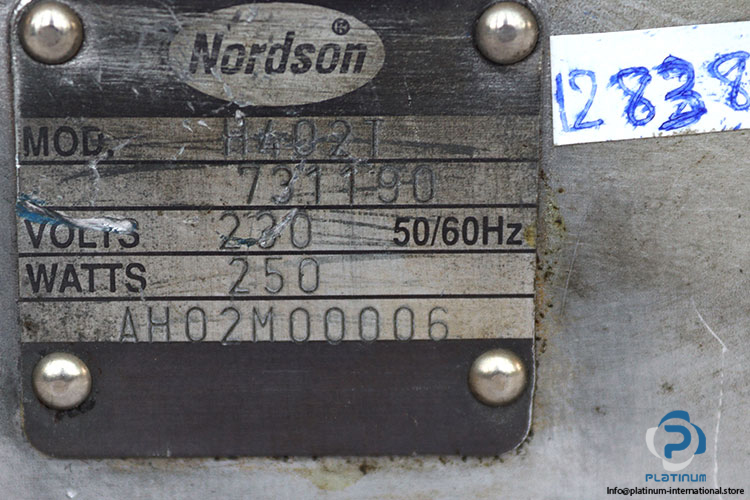 Nordson®
12838
MOD. H402T
731190
VOLTS 230 50/60Hz
WATTS 250
AH02M00006
PLATINUM
Info@platinum-international.store